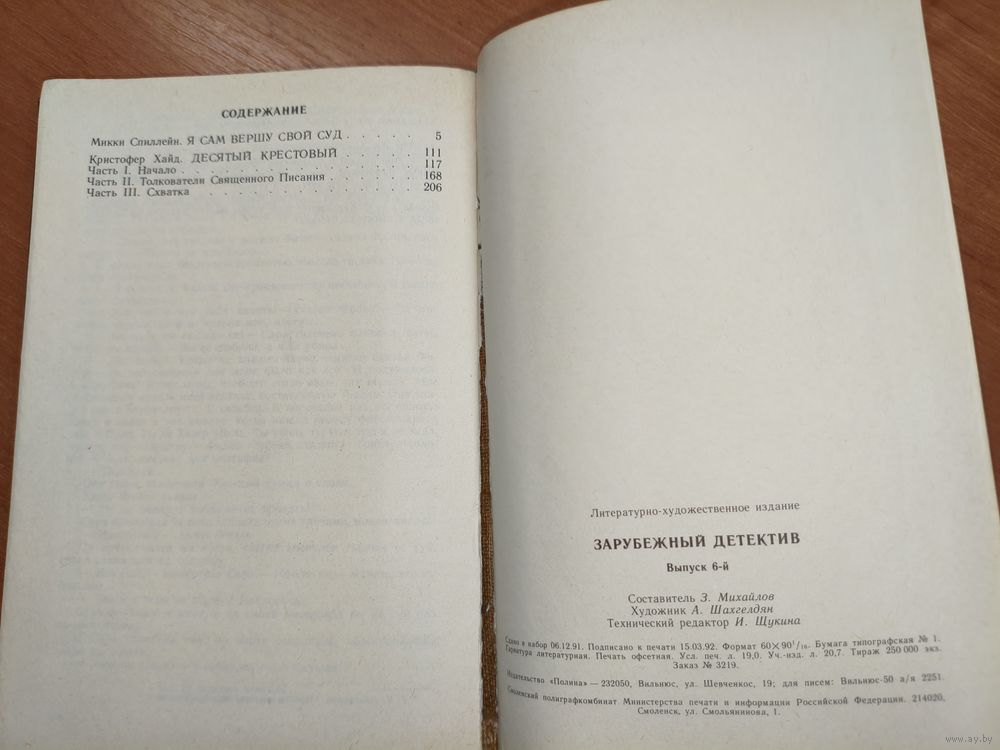 СОДЕРЖАНИЕ
Микки Спиллейн. Я САМ ВЕРШУ СВОЙ СУД . . . . . 5
Кристофер Хайд. ДЕСЯТЫЙ КРЕСТОВЫЙ . . . . . 111
Часть I. Начало . . . . . . . . . . . . 117
Часть II. Толкователи Священного Писания . . . . . . 168
Часть III. Схватка . . . . . . . . . . . 206
Литературно-художественное издание
ЗАРУБЕЖНЫЙ ДЕТЕКТИВ
Выпуск 6-й
Составитель З. Михайлов
Художник А. Шахгелдян
Технический редактор И. Щукина
Сдано в набор 06.12.91. Подписано к печати 15.03.92. Формат 60×90¹/₁₆. Бумага типографская № 1.
Гарнитура литературная. Печать офсетная. Усл. печ. л. 19,0. Уч.-изд. л. 20,7. Тираж 250 000 экз.
Заказ № 3219.
Издательство «Полина» — 232050, Вильнюс, ул. Шевченкос, 19; для писем: Вильнюс-50 а/я 2251.
Смоленский полиграфкомбинат Министерства печати и информации Российской Федерации. 214020,
Смоленск, ул. Смольянинова, 1.
www.ay.by